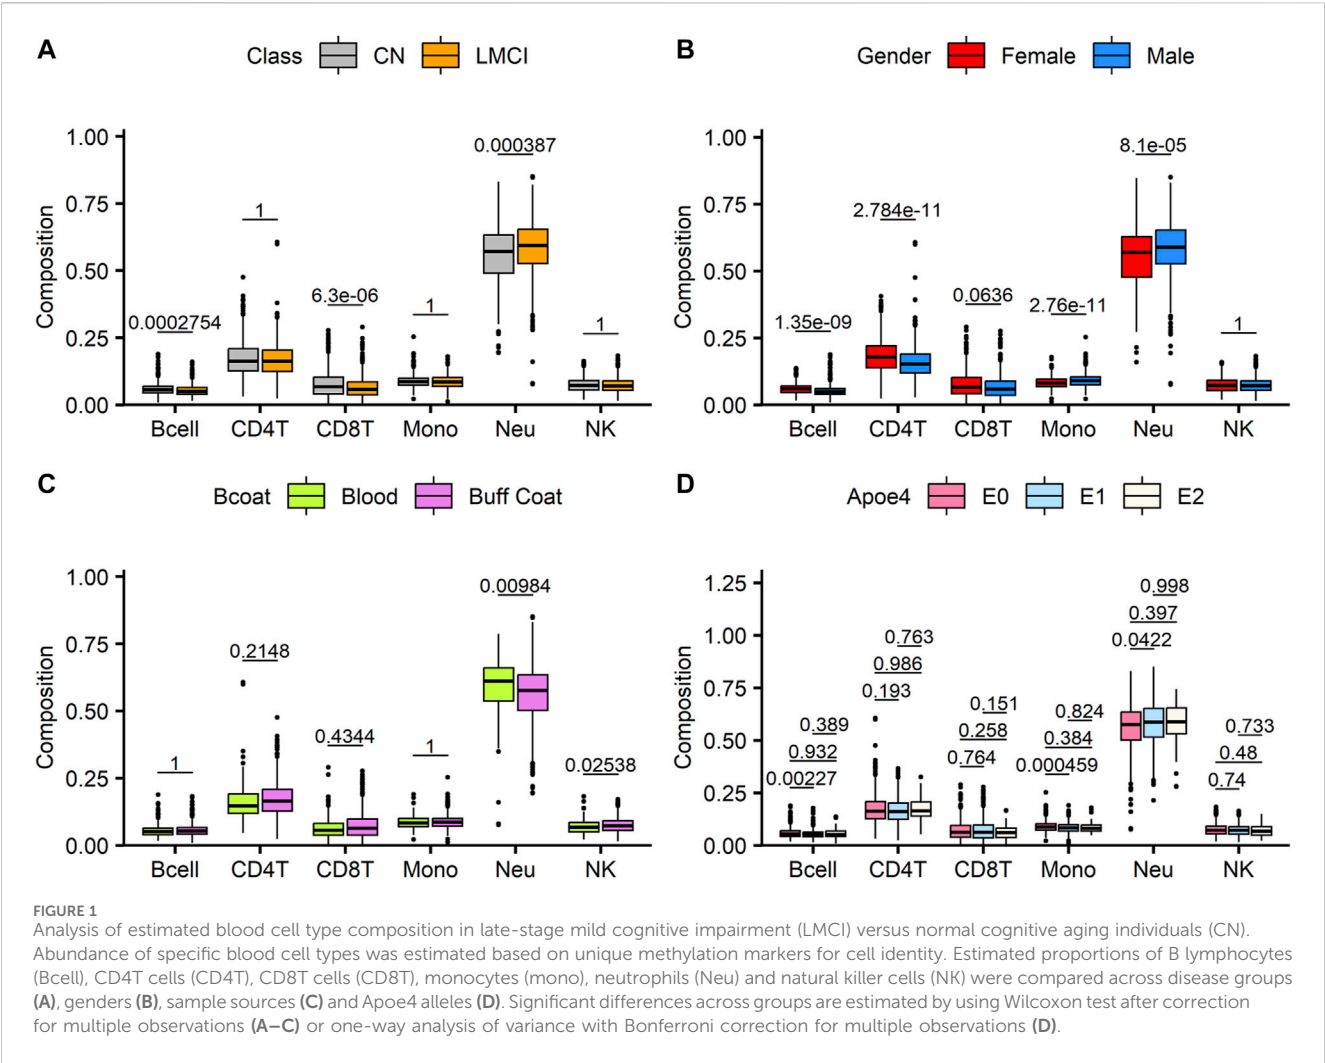 A
Class CN LMCI
Composition
1.00
0.75
0.50
0.25
0.00
0.0002754
1
6.3e-06
1
0.000387
1
Bcell CD4T CD8T Mono Neu NK
B
Gender Female Male
Composition
1.00
0.75
0.50
0.25
0.00
1.35e-09
2.784e-11
0.0636
2.76e-11
8.1e-05
1
Bcell CD4T CD8T Mono Neu NK
C
Bcoat Blood Buff Coat
Composition
1.00
0.75
0.50
0.25
0.00
1
0.2148
0.4344
1
0.00984
0.02538
Bcell CD4T CD8T Mono Neu NK
D
Apoe4 E0 E1 E2
Composition
1.25
1.00
0.75
0.50
0.25
0.00
0.389
0.932
0.00227
0.763
0.986
0.193
0.151
0.258
0.764
0.824
0.384
0.000459
0.998
0.397
0.0422
0.733
0.48
0.74
Bcell CD4T CD8T Mono Neu NK
FIGURE 1
Analysis of estimated blood cell type composition in late-stage mild cognitive impairment (LMCI) versus normal cognitive aging individuals (CN).
Abundance of specific blood cell types was estimated based on unique methylation markers for cell identity. Estimated proportions of B lymphocytes
(Bcell), CD4T cells (CD4T), CD8T cells (CD8T), monocytes (mono), neutrophils (Neu) and natural killer cells (NK) were compared across disease groups
(A), genders (B), sample sources (C) and Apoe4 alleles (D). Significant differences across groups are estimated by using Wilcoxon test after correction
for multiple observations (A–C) or one-way analysis of variance with Bonferroni correction for multiple observations (D).